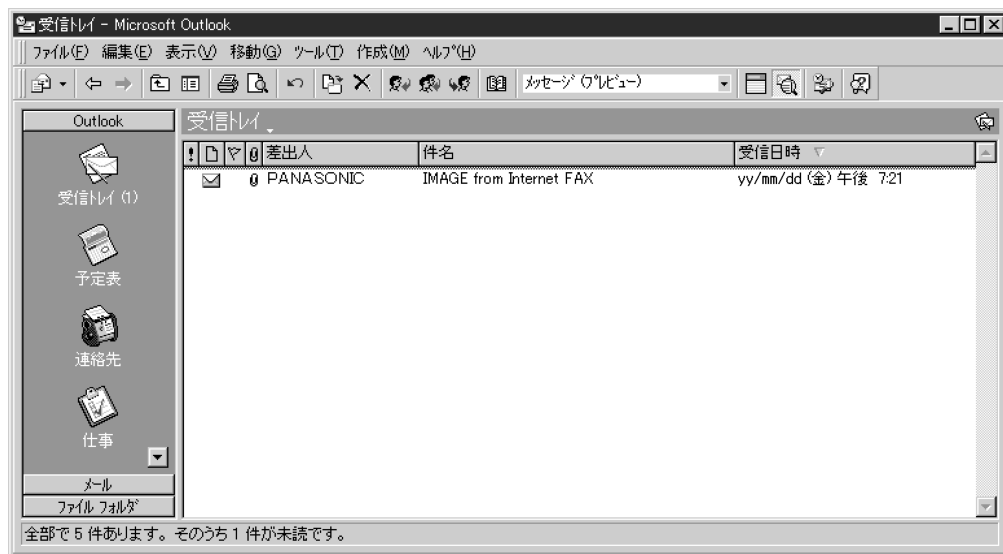 受信ﾄﾚｲ - Microsoft Outlook
ﾌｧｲﾙ(F) 編集(E) 表示(V) 移動(G) ﾂｰﾙ(T) 作成(M) ﾍﾙﾌﾟ(H)
ﾒｯｾｰｼﾞ (ﾌﾟﾚﾋﾞｭｰ)
Outlook
受信ﾄﾚｲ
差出人 件名 受信日時
PANASONIC IMAGE from Internet FAX yy/mm/dd (金) 午後 7:21
受信ﾄﾚｲ (1)
予定表
連絡先
仕事
ﾒｰﾙ
ﾌｧｲﾙ ﾌｫﾙﾀﾞ
全部で 5 件あります。そのうち 1 件が未読です。